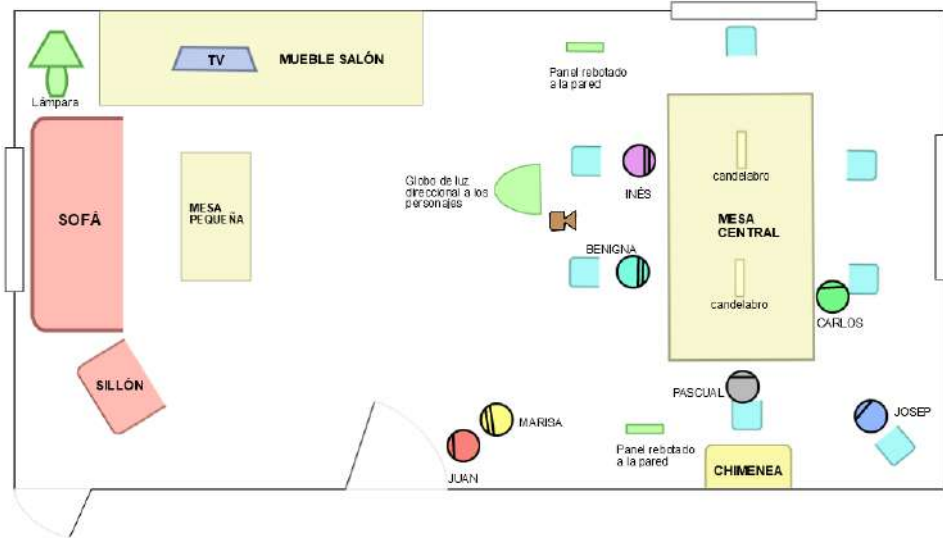 TV
MUEBLE SALÓN
Lámpara
Panel rebotado
a la pared
SOFÁ
MESA
PEQUEÑA
Globo de luz
direccional a los
personajes
INÉS
candelabro
MESA
CENTRAL
BENIGNA
candelabro
CARLOS
SILLÓN
PASCUAL
JOSEP
MARISA
JUAN
Panel rebotado
a la pared
CHIMENEA